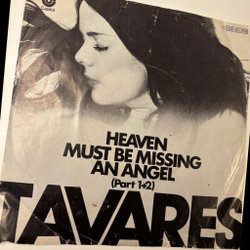 HEAVEN
MUST BE MISSING
AN ANGEL
(Part 1+2)
TAVARES